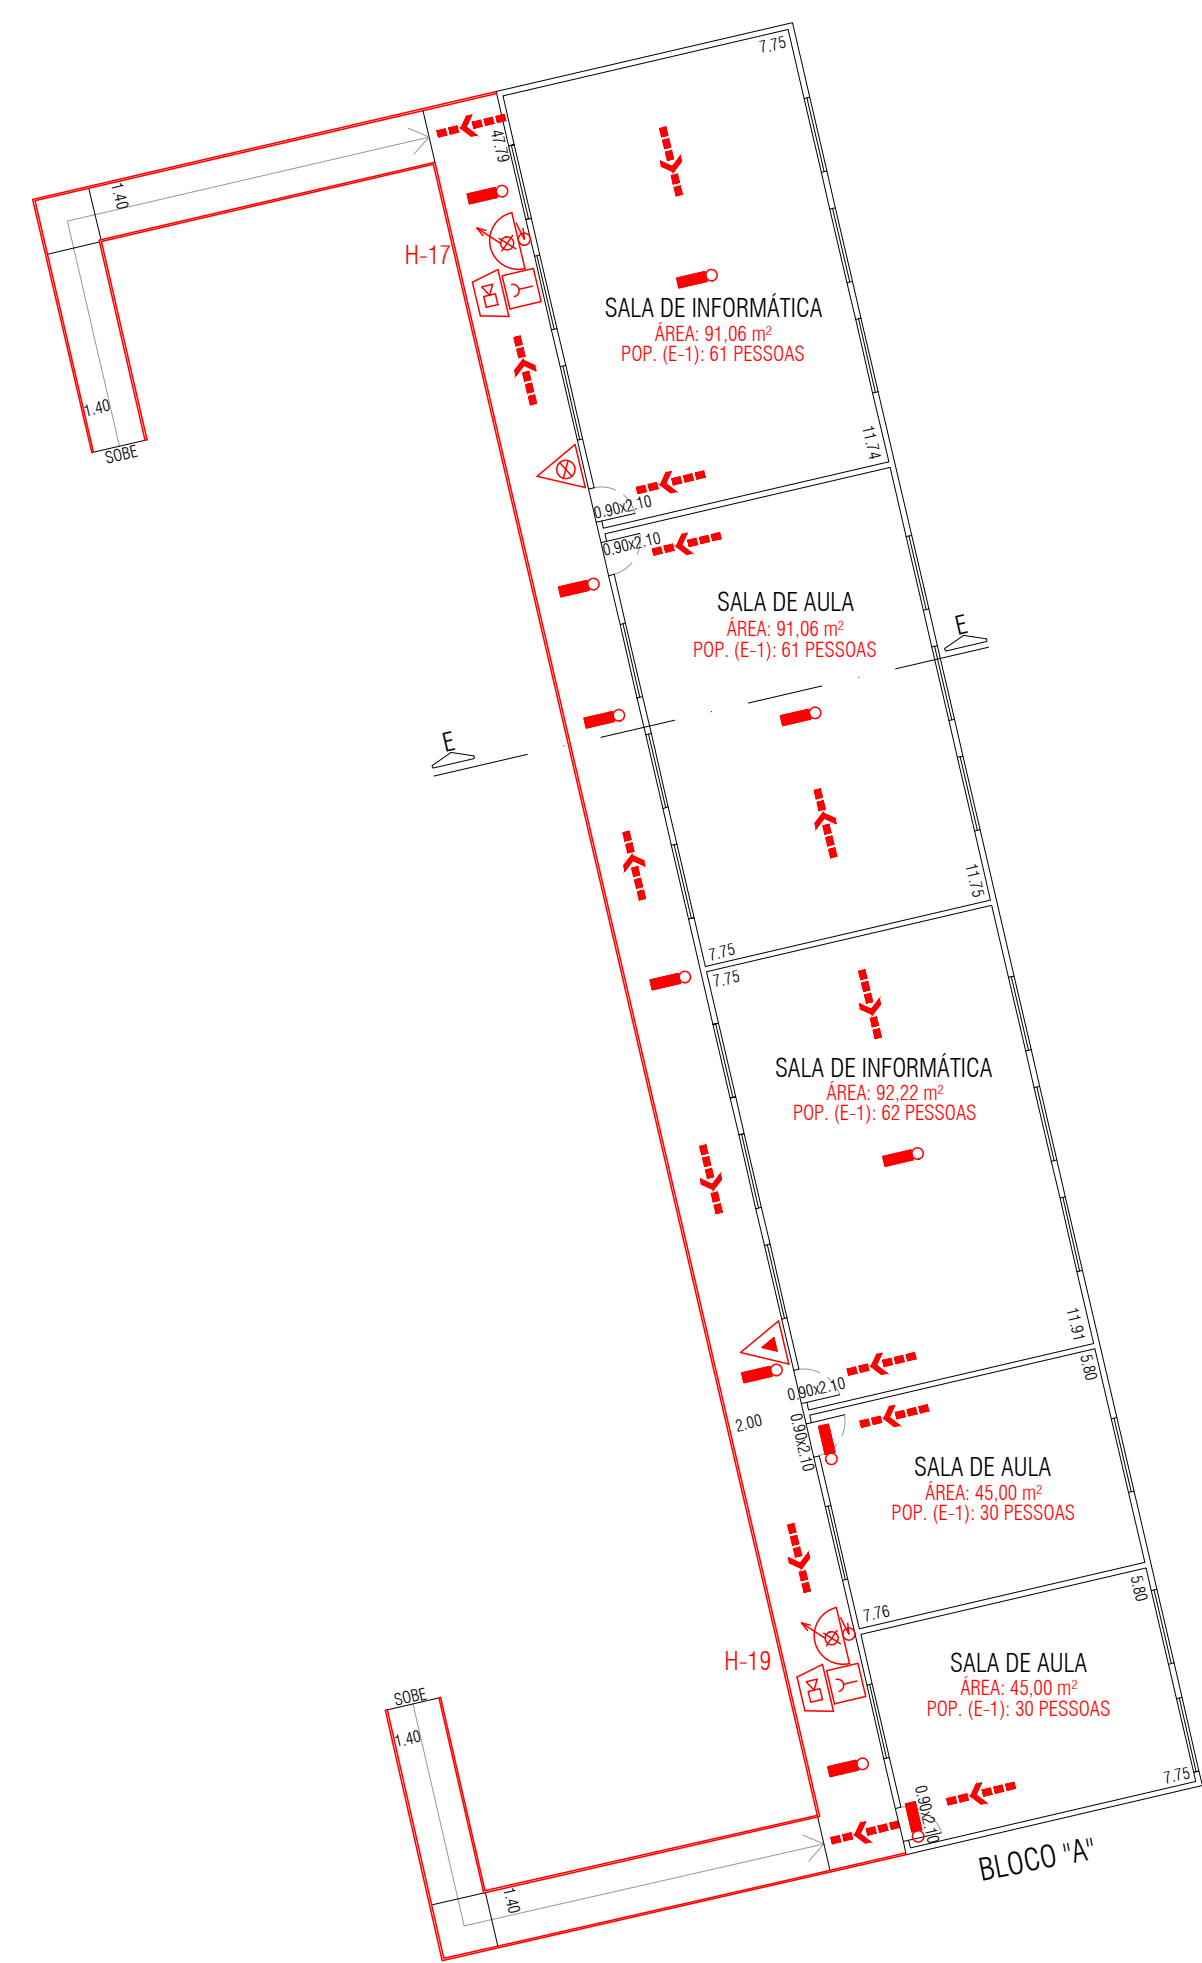 7.75
47.79
1.40
H-17
SALA DE INFORMÁTICA
ÁREA: 91,06 m²
POP. (E-1): 61 PESSOAS
1.40
SOBE
11.74
0.90x2.10
0.90x2.10
SALA DE AULA
ÁREA: 91,06 m²
POP. (E-1): 61 PESSOAS
E
E
11.75
7.75
7.75
SALA DE INFORMÁTICA
ÁREA: 92,22 m²
POP. (E-1): 62 PESSOAS
11.91
5.80
0.90x2.10
2.00
0.90x2.10
SALA DE AULA
ÁREA: 45,00 m²
POP. (E-1): 30 PESSOAS
5.80
7.76
H-19
SALA DE AULA
ÁREA: 45,00 m²
POP. (E-1): 30 PESSOAS
SOBE
1.40
7.75
0.90x2.10
BLOCO "A"
1.40